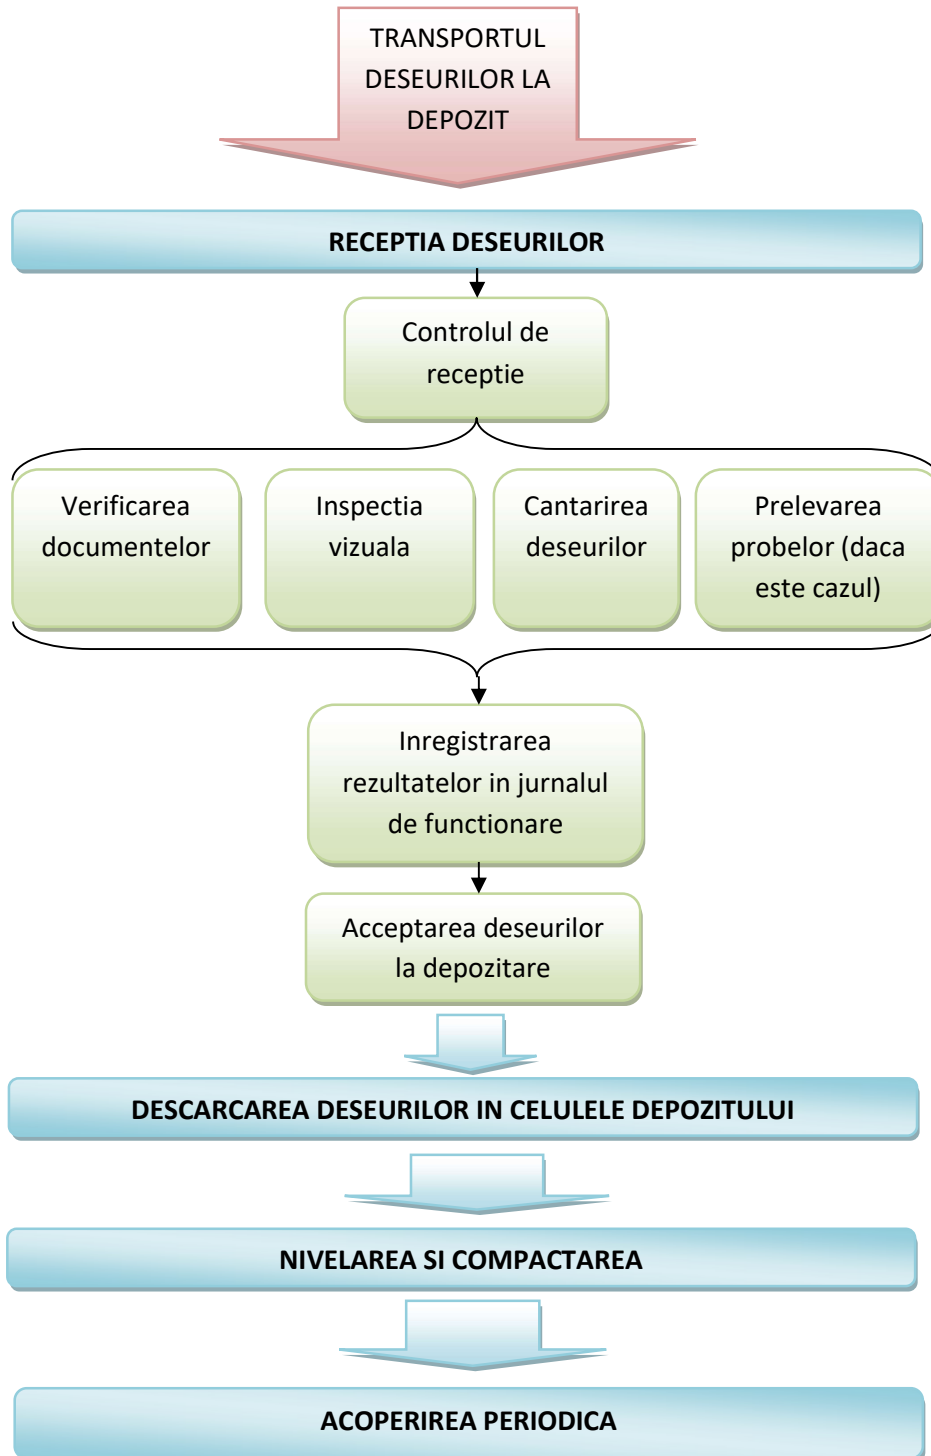 TRANSPORTUL
DESEURILOR LA
DEPOZIT
RECEPTIA DESEURILOR
Controlul de
receptie
Verificarea
documentelor
Inspectia
vizuala
Cantarirea
deseurilor
Prelevarea
probelor (daca
este cazul)
Inregistrarea
rezultatelor in jurnalul
de functionare
Acceptarea deseurilor
la depozitare
DESCARCAREA DESEURILOR IN CELULELE DEPOZITULUI
NIVELAREA SI COMPACTAREA
ACOPERIREA PERIODICA